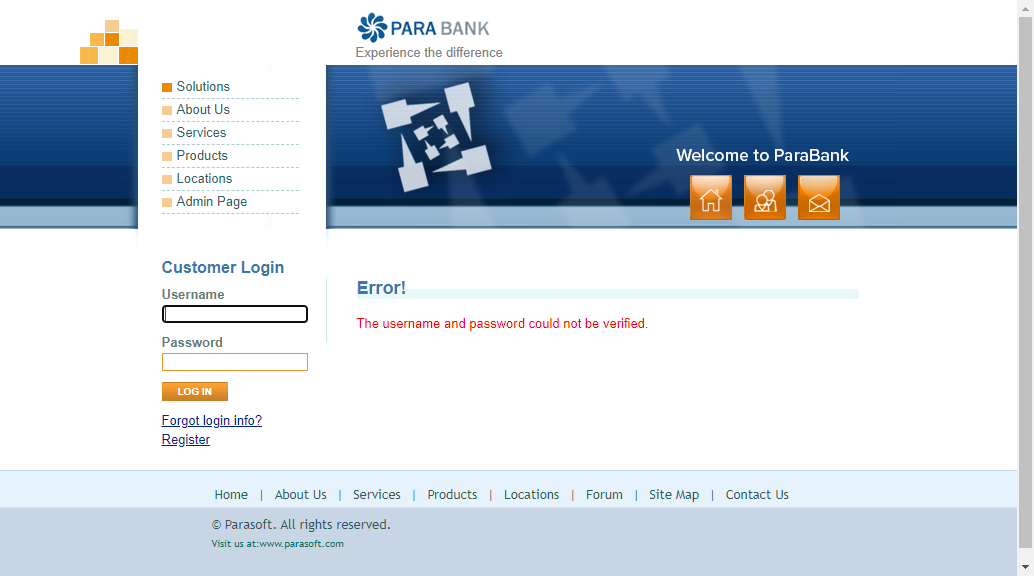 PARA BANK
Experience the difference
Solutions
About Us
Services
Products
Locations
Admin Page
Welcome to ParaBank
Customer Login
Username
Password
LOG IN
Forgot login info?
Register
Error!
The username and password could not be verified.
Home | About Us | Services | Products | Locations | Forum | Site Map | Contact Us
© Parasoft. All rights reserved.
Visit us at:www.parasoft.com